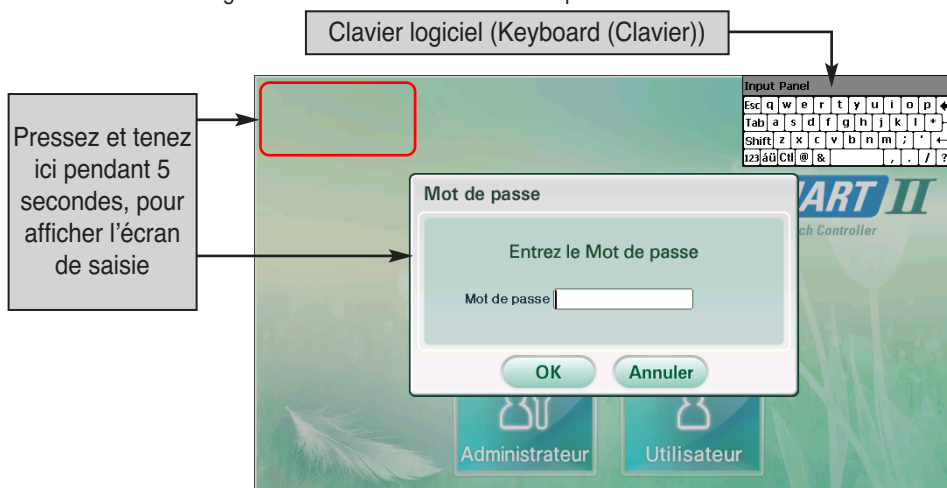 Clavier logiciel (Keyboard (Clavier))
Pressez et tenez
ici pendant 5
secondes, pour
afficher l'écran
de saisie
Input Panel
Esc q w e r t y u i o p
Tab a s d f g h j k l +
Shift z x c v b n m ; '
123 áü Ctl @ & , . / ?
ART II
ch Controller
Mot de passe
Entrez le Mot de passe
Mot de passe
OK Annuler
Administrateur Utilisateur